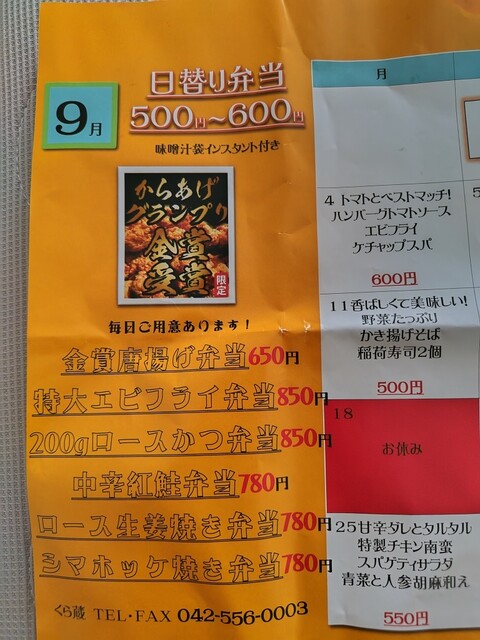 9月
日替り弁当
500円~600円
味噌汁袋インスタント付き
からあげ
グランプリ
金賞
受賞
限定
毎日ご用意あります!
金賞唐揚げ弁当650円
特大エビフライ弁当850円
200gロースかつ弁当850円
中辛紅鮭弁当780円
ロース生姜焼き弁当780円
シマホッケ焼き弁当780円
くら蔵 TEL・FAX 042-556-0003
月
4 トマトとベストマッチ!
ハンバーグトマトソース
エビフライ
ケチャップスパ
600円
11香ばしくて美味しい!
野菜たっぷり
かき揚げそば
稲荷寿司2個
500円
18
お休み
25甘辛ダレとタルタル
特製チキン南蛮
スパゲティサラダ
青菜と人参胡麻和え
550円
5